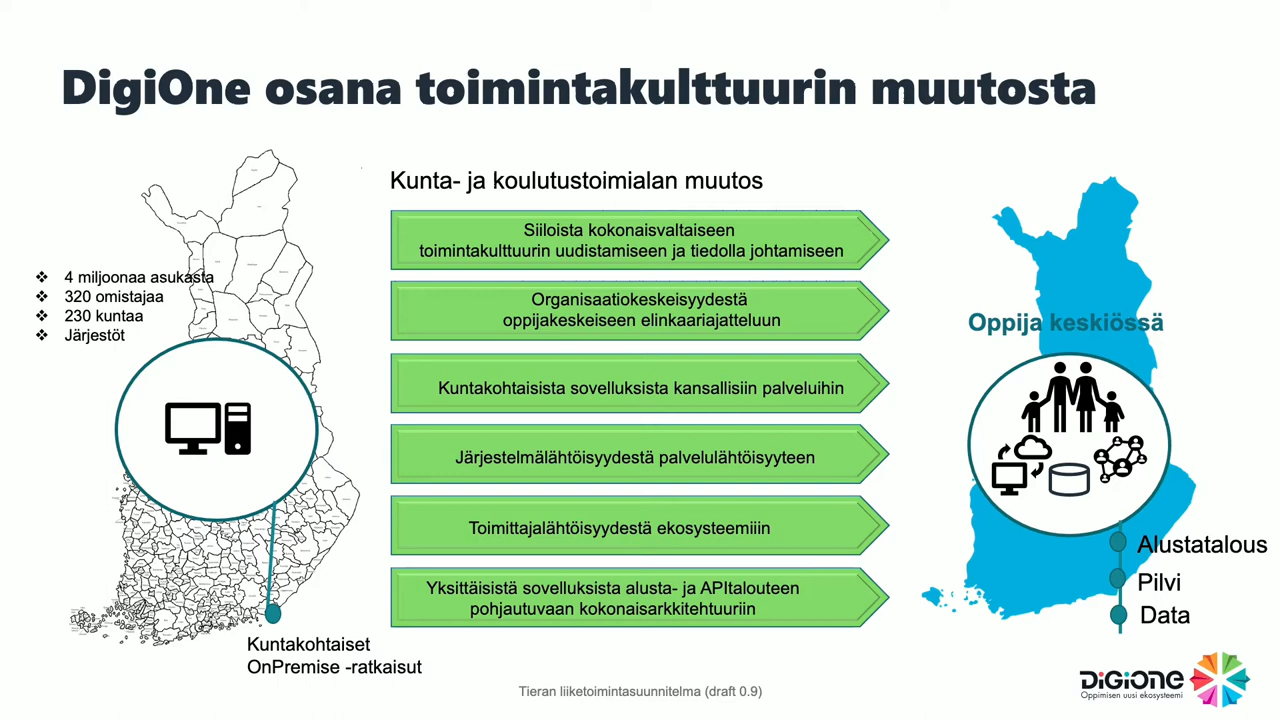 DigiOne osana toimintakulttuurin muutosta
Kunta- ja koulutustoimialan muutos
❖ 4 miljoonaa asukasta
❖ 320 omistajaa
❖ 230 kuntaa
❖ Järjestöt
Siiloista kokonaisvaltaiseen
toimintakulttuurin uudistamiseen ja tiedolla johtamiseen
Organisaatiokeskeisyydestä
oppijakeskeiseen elinkaariajatteluun
Kuntakohtaisista sovelluksista kansallisiin palveluihin
Järjestelmälähtöisyydestä palvelulähtöisyyteen
Toimittajalähtöisyydestä ekosysteemiin
Yksittäisistä sovelluksista alusta- ja APItalouteen
pohjautuvaan kokonaisarkkitehtuuriin
Kuntakohtaiset
OnPremise -ratkaisut
Oppija keskiössä
Alustatalous
Pilvi
Data
Tieran liiketoimintasuunnitelma (draft 0.9)
DigiOne
Oppimisen uusi ekosysteemi